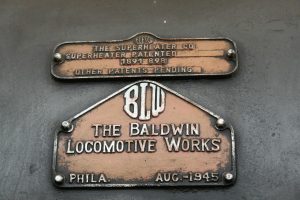 THE SUPERHEATER CO.
SUPERHEATER PATENTED
OTHER PATENTS PENDING
BLW
THE BALDWIN
LOCOMOTIVE WORKS
PHILA. AUG.-1945